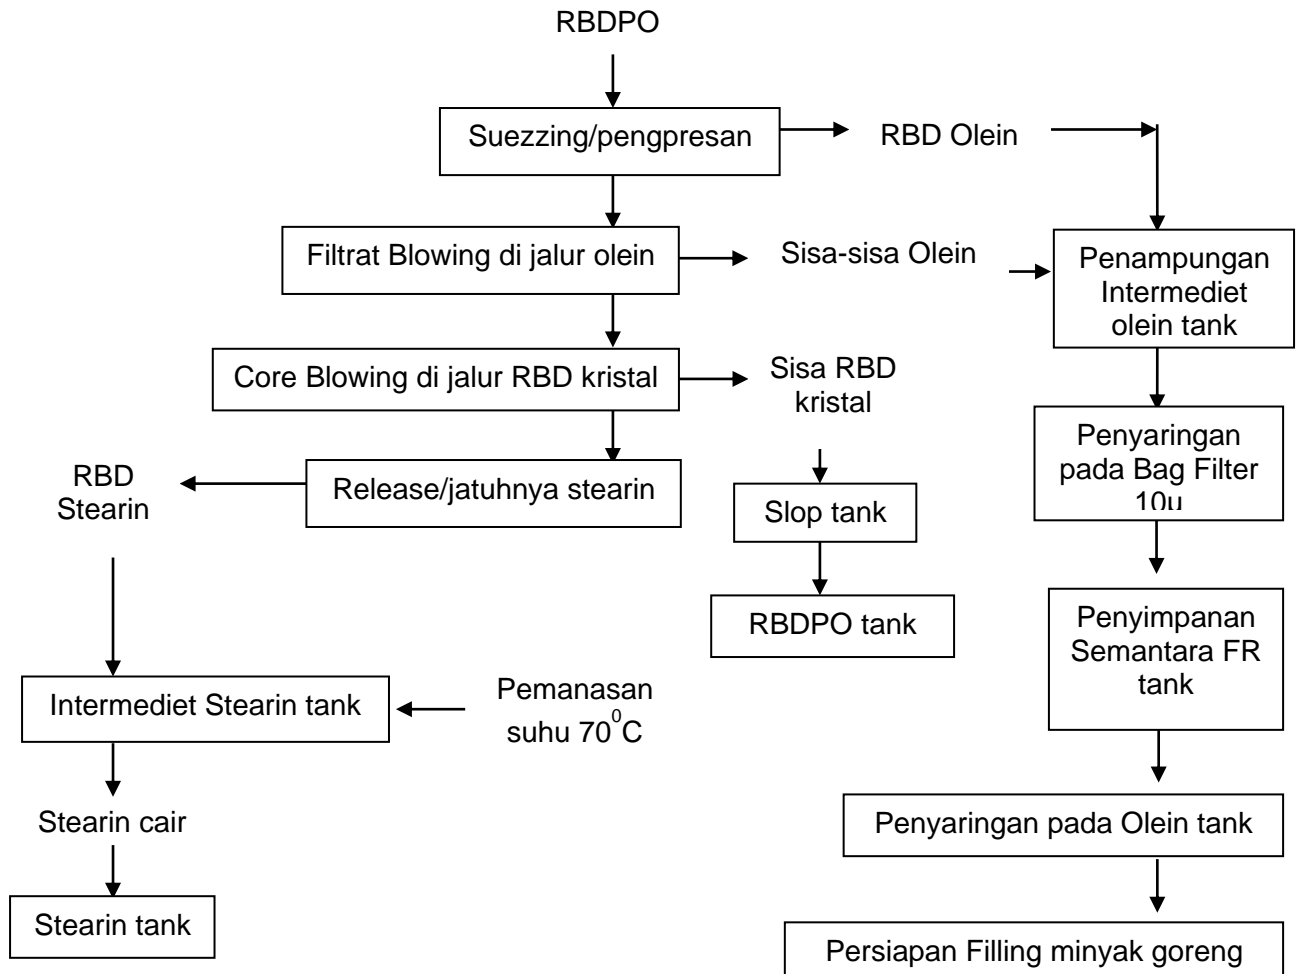 RBDPO
Suezzing/pengpresan
RBD Olein
Filtrat Blowing di jalur olein
Sisa-sisa Olein
Penampungan
Intermediet
olein tank
Core Blowing di jalur RBD kristal
Sisa RBD
kristal
Penyaringan
pada Bag Filter
10µ
RBD
Stearin
Release/jatuhnya stearin
Slop tank
RBDPO tank
Penyimpanan
Semantara FR
tank
Intermediet Stearin tank
Pemanasan
suhu 70⁰C
Stearin cair
Penyaringan pada Olein tank
Stearin tank
Persiapan Filling minyak goreng